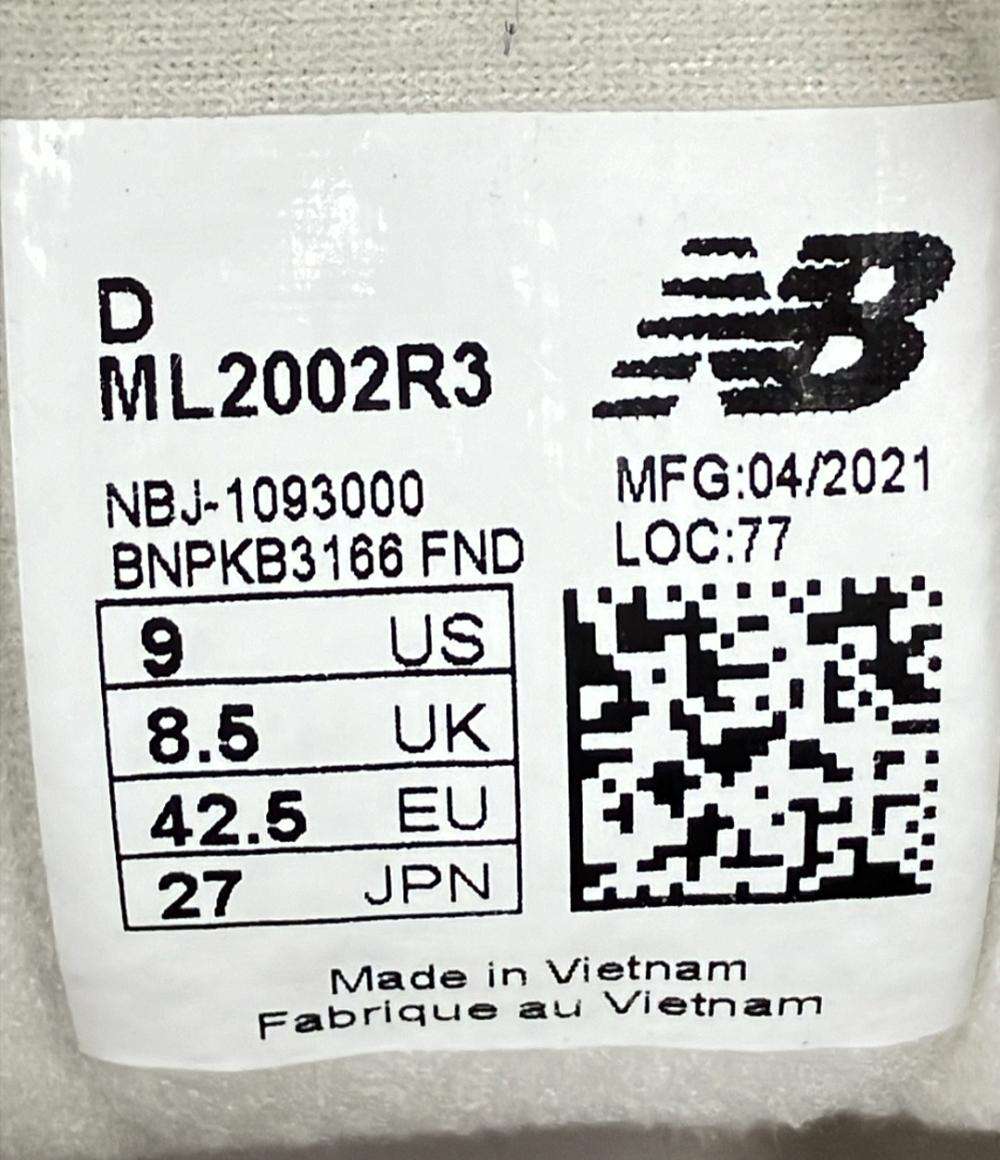 D
ML2002R3
NB
NBJ-1093000
BNPKB3166 FND
MFG:04/2021
LOC:77
9 US
8.5 UK
42.5 EU
27 JPN
Made in Vietnam
Fabrique au Vietnam